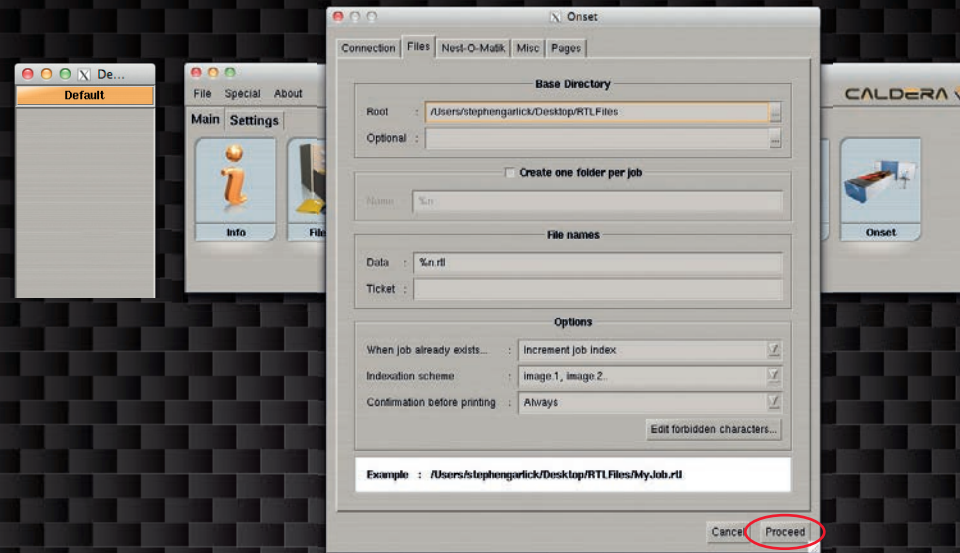 De...
Default
File Special About
Main Settings
Info
File
CALDERA
Onset
Onset
Connection Files Nest-O-Matik Misc Pages
Base Directory
Root : /Users/stephengarlick/Desktop/RTLFiles ...
Optional : ...
Create one folder per job
Name : %n
File names
Data : %n.rtl
Ticket :
Options
When job already exists... : Increment job index
Indexation scheme : image.1, image.2..
Confirmation before printing : Always
Edit forbidden characters...
Example : /Users/stephengarlick/Desktop/RTLFiles/MyJob.rtl
Cancel Proceed